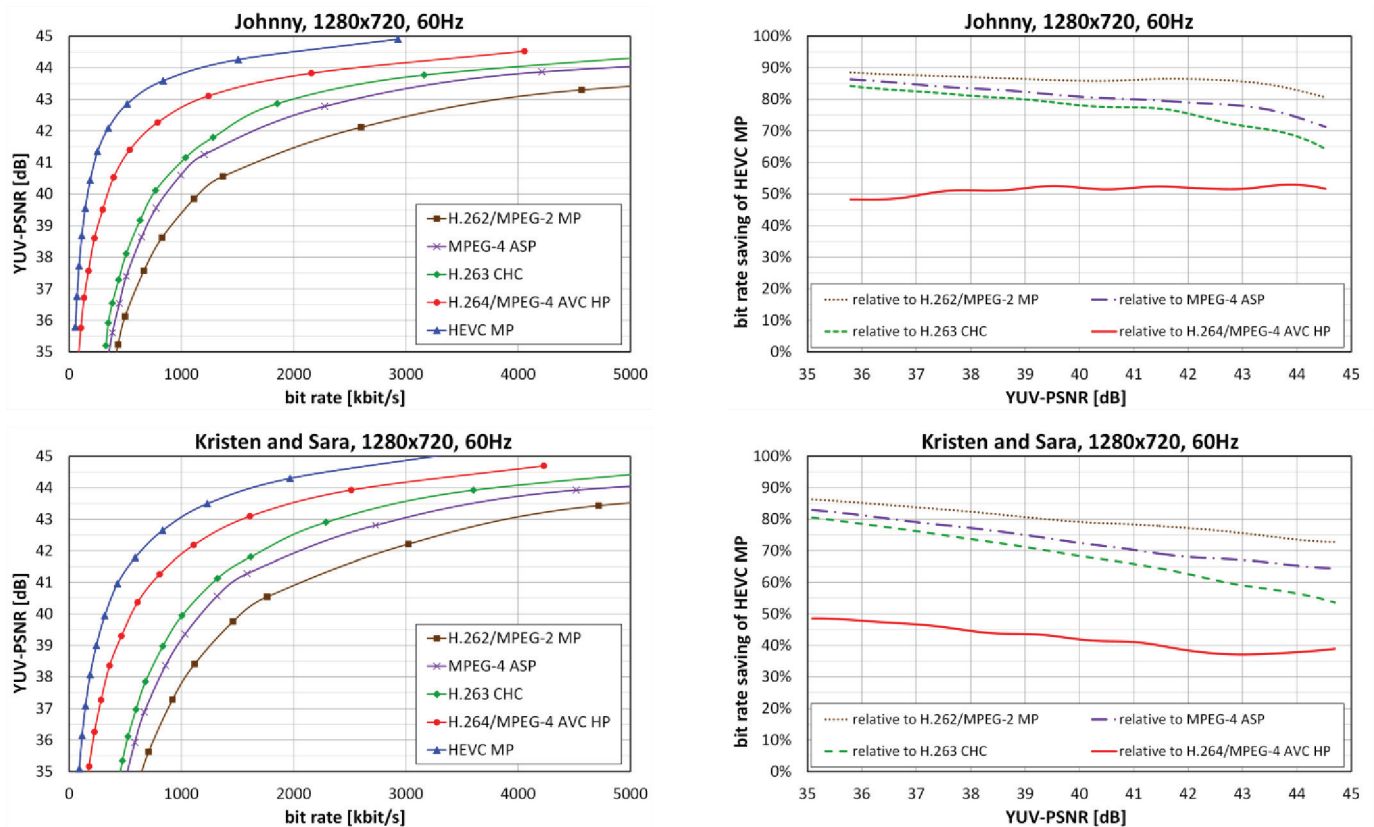 Johnny, 1280x720, 60Hz
YUV-PSNR [dB]
45
44
43
42
41
40
39
38
37
36
35
H.262/MPEG-2 MP
MPEG-4 ASP
H.263 CHC
H.264/MPEG-4 AVC HP
HEVC MP
0 1000 2000 3000 4000 5000
bit rate [kbit/s]
Johnny, 1280x720, 60Hz
bit rate saving of HEVC MP
100%
90%
80%
70%
60%
50%
40%
30%
20%
10%
0%
relative to H.262/MPEG-2 MP relative to MPEG-4 ASP
relative to H.263 CHC relative to H.264/MPEG-4 AVC HP
35 36 37 38 39 40 41 42 43 44 45
YUV-PSNR [dB]
Kristen and Sara, 1280x720, 60Hz
YUV-PSNR [dB]
45
44
43
42
41
40
39
38
37
36
35
H.262/MPEG-2 MP
MPEG-4 ASP
H.263 CHC
H.264/MPEG-4 AVC HP
HEVC MP
0 1000 2000 3000 4000 5000
bit rate [kbit/s]
Kristen and Sara, 1280x720, 60Hz
bit rate saving of HEVC MP
100%
90%
80%
70%
60%
50%
40%
30%
20%
10%
0%
relative to H.262/MPEG-2 MP relative to MPEG-4 ASP
relative to H.263 CHC relative to H.264/MPEG-4 AVC HP
35 36 37 38 39 40 41 42 43 44 45
YUV-PSNR [dB]